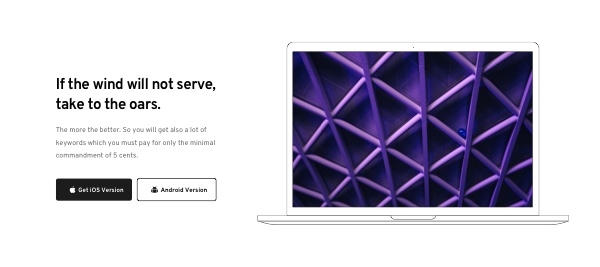 If the wind will not serve,
take to the oars.
The more the better. So you will get also a lot of
keywords which you must pay for only the minimal
commandment of 5 cents.
Get iOS Version
Android Version